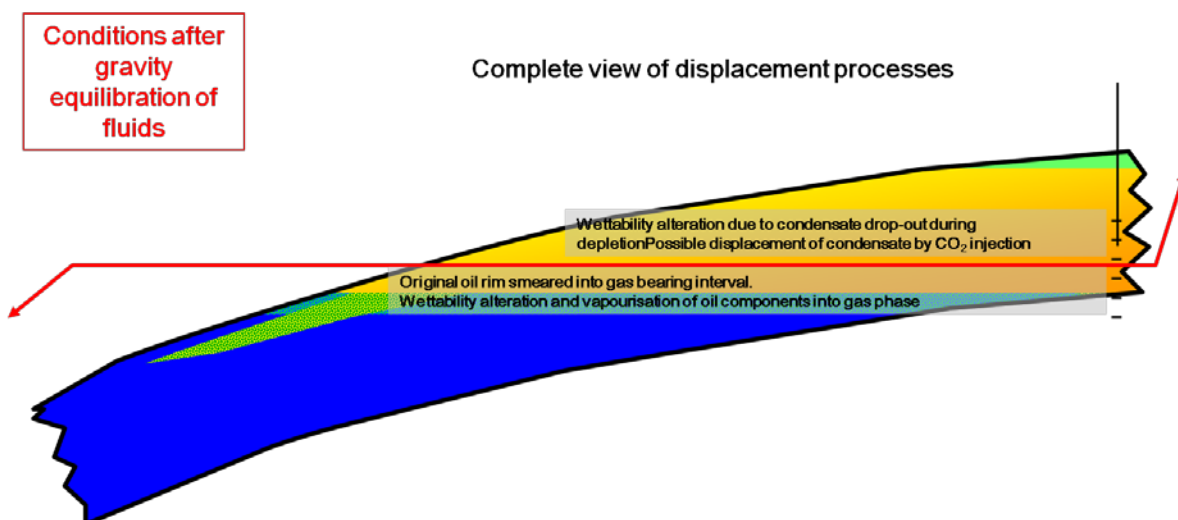 Conditions after
gravity
equilibration of
fluids
Complete view of displacement processes
Wettability alteration due to condensate drop-out during
depletionPossible displacement of condensate by CO₂ injection
Original oil rim smeared into gas bearing interval.
Wettability alteration and vapourisation of oil components into gas phase